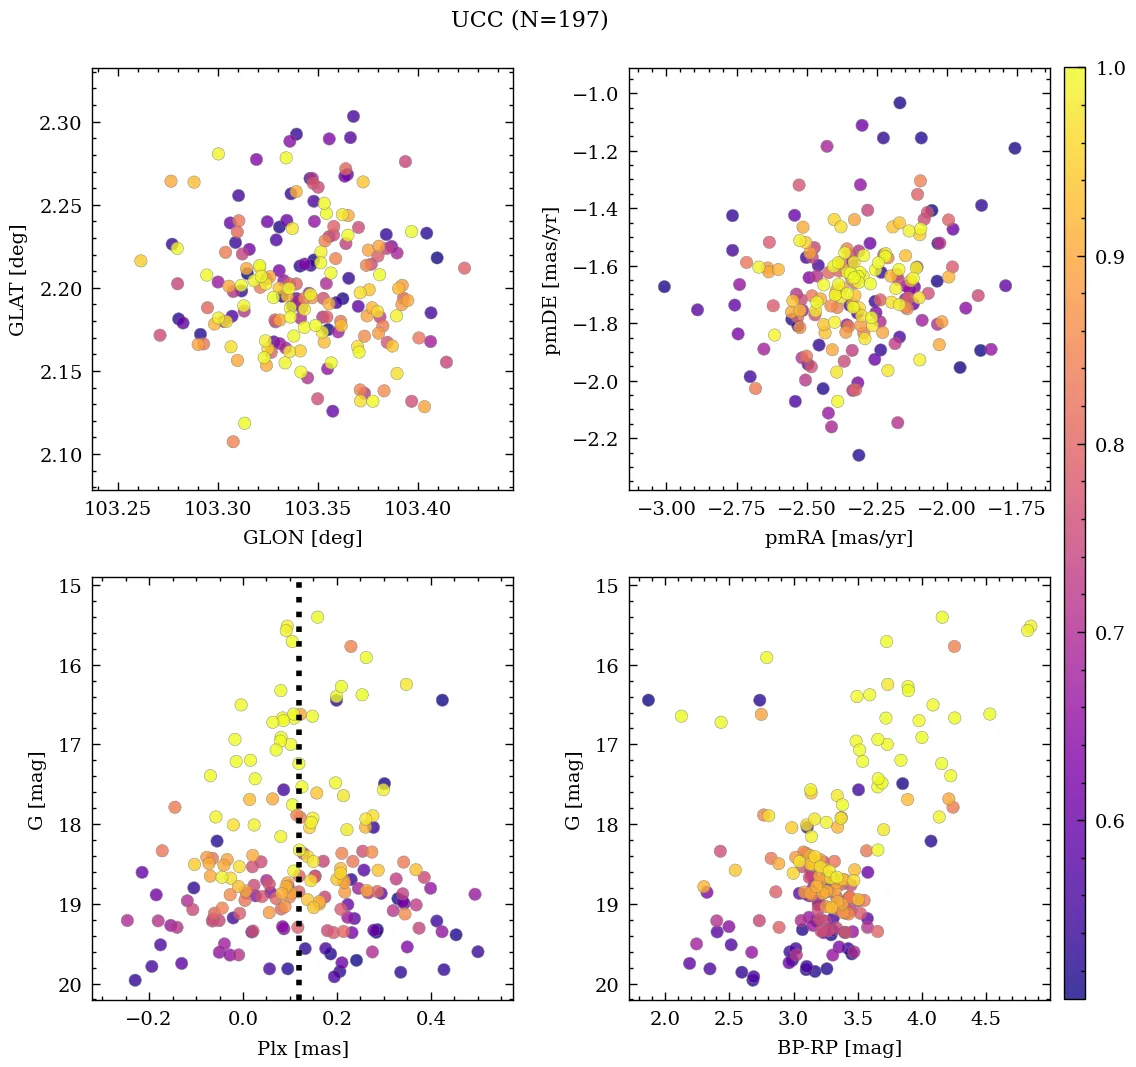 UCC (N=197)
2.30
2.25
2.20
2.15
2.10
GLAT [deg]
103.25 103.30 103.35 103.40
GLON [deg]
−1.0
−1.2
−1.4
−1.6
−1.8
−2.0
−2.2
pmDE [mas/yr]
−3.00 −2.75 −2.50 −2.25 −2.00 −1.75
pmRA [mas/yr]
1.0
0.9
0.8
0.7
0.6
15
16
17
18
19
20
G [mag]
−0.2 0.0 0.2 0.4
Plx [mas]
15
16
17
18
19
20
G [mag]
2.0 2.5 3.0 3.5 4.0 4.5
BP-RP [mag]